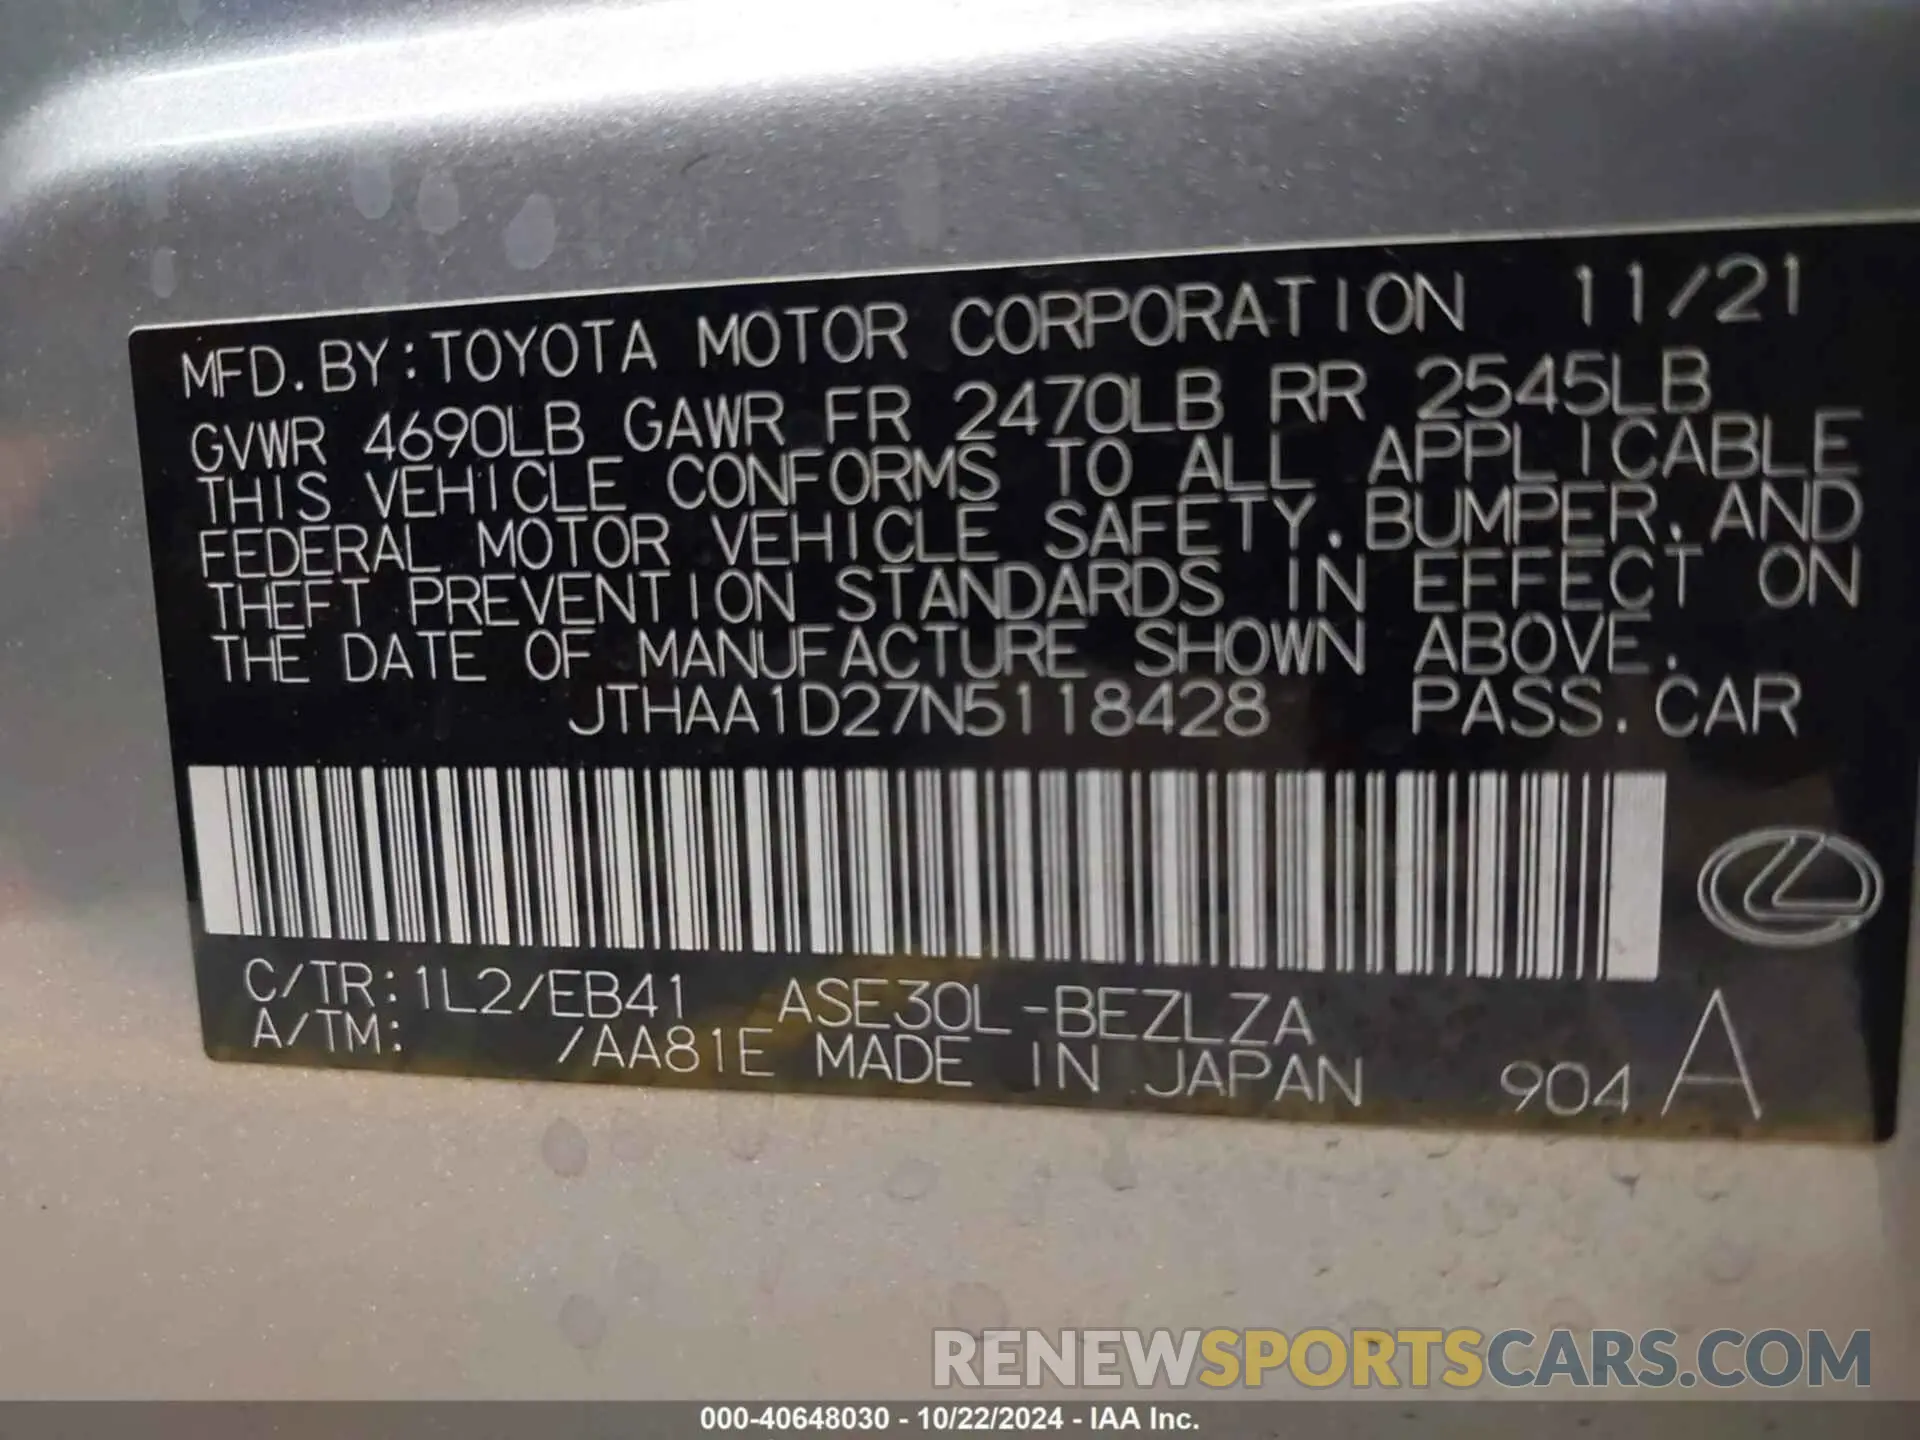 MFD.BY:TOYOTA MOTOR CORPORATION 11/21
GVWR 4690LB GAWR FR 2470LB RR 2545LB
THIS VEHICLE CONFORMS TO ALL APPLICABLE
FEDERAL MOTOR VEHICLE SAFETY.BUMPER.AND
THEFT PREVENTION STANDARDS IN EFFECT ON
THE DATE OF MANUFACTURE SHOWN ABOVE.
JTHAA1D27N5118428 PASS.CAR
C/TR:1L2/EB41 ASE30L-BEZLZA
A/TM: /AA81E MADE IN JAPAN 904 A
RENEWSPORTSCARS.COM
000-40648030 - 10/22/2024 - IAA Inc.